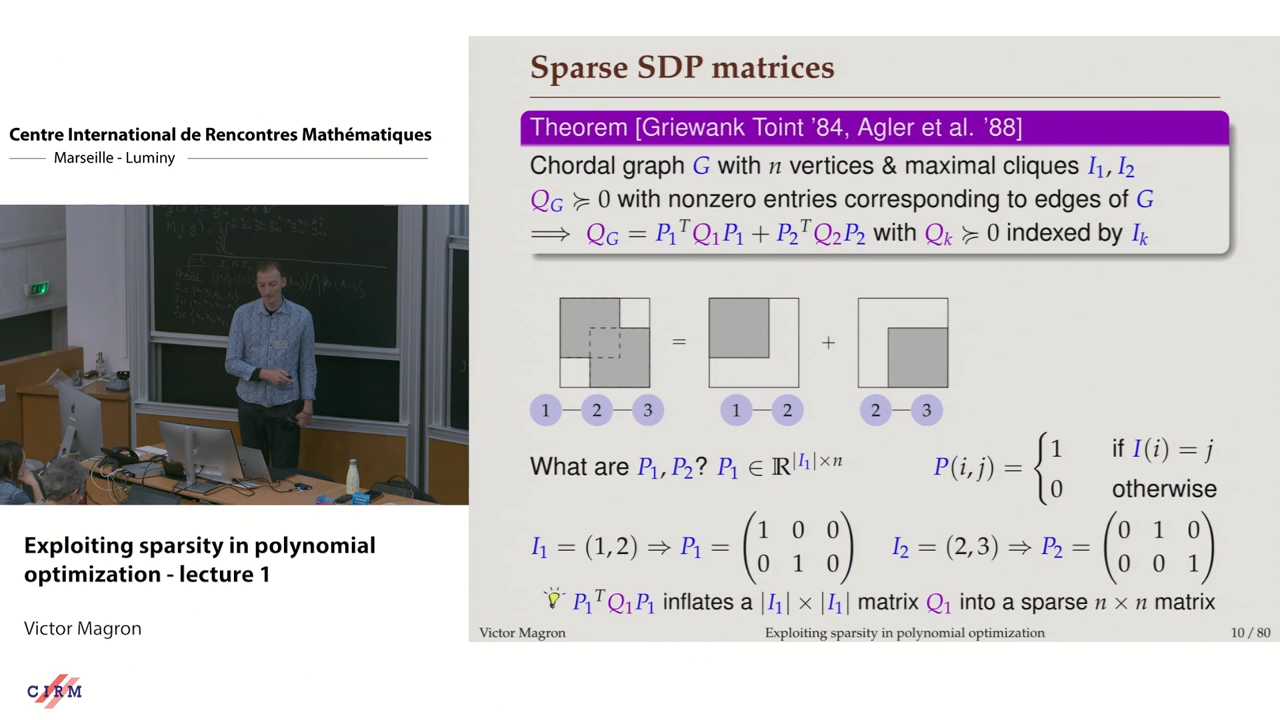 Centre International de Rencontres Mathématiques
Marseille - Luminy
Exploiting sparsity in polynomial
optimization - lecture 1
Victor Magron
CIRM
Sparse SDP matrices
Theorem [Griewank Toint '84, Agler et al. '88]
Chordal graph G with n vertices & maximal cliques I₁, I₂
Q_G ≽ 0 with nonzero entries corresponding to edges of G
⟹ Q_G = P₁ᵀQ₁P₁ + P₂ᵀQ₂P₂ with Q_k ≽ 0 indexed by I_k
= +
1 2 3 1 2 2 3
What are P₁, P₂? P₁ ∈ ℝ^{|I₁|×n} P(i, j) = { 1 if I(i) = j
0 otherwise
I₁ = (1,2) ⇒ P₁ = (1 0 0 I₂ = (2,3) ⇒ P₂ = (0 1 0
0 1 0) 0 0 1)
P₁ᵀQ₁P₁ inflates a |I₁| × |I₁| matrix Q₁ into a sparse n × n matrix
Victor Magron Exploiting sparsity in polynomial optimization 10 / 80